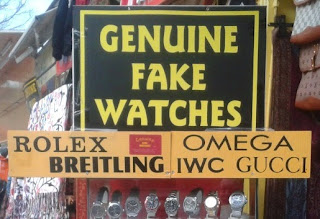 GENUINE
FAKE
WATCHES
ROLEX OMEGA
BREITLING IWC GUCCI